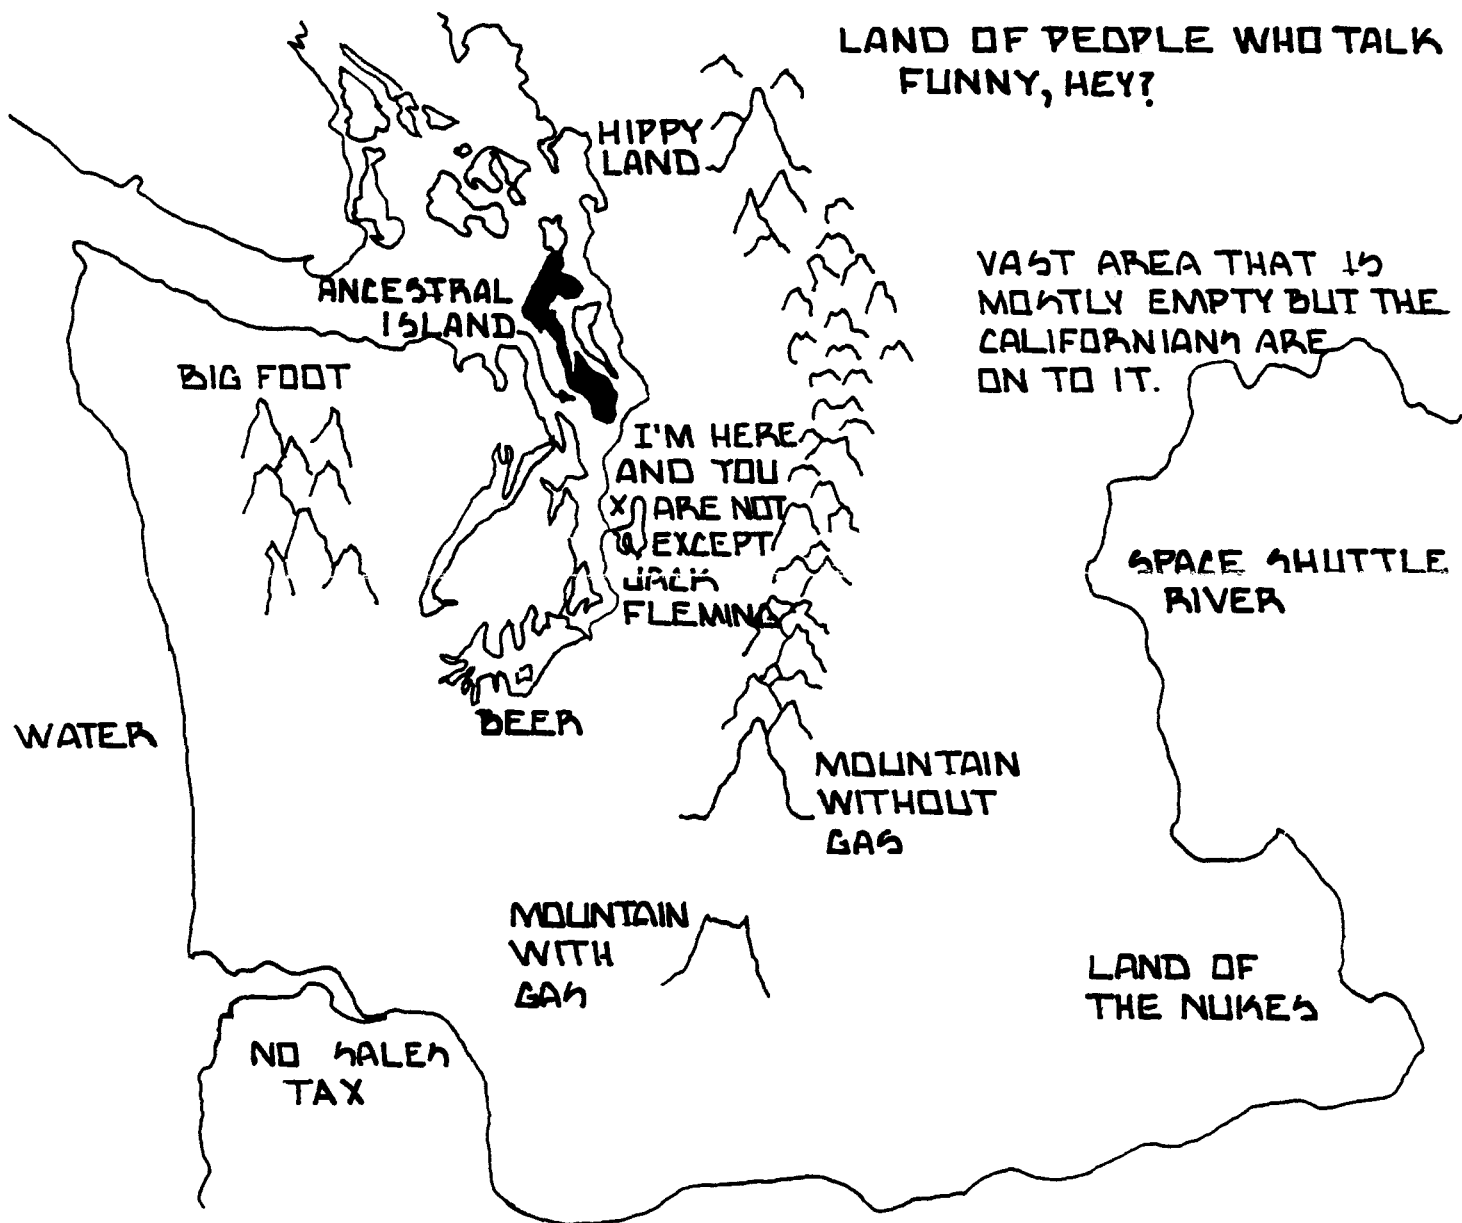 LAND OF PEOPLE WHO TALK
FUNNY, HEY?
HIPPY
LAND
VAST AREA THAT IS
MOSTLY EMPTY BUT THE
CALIFORNIANS ARE
ON TO IT.
ANCESTRAL
ISLAND
BIG FOOT
I'M HERE
AND YOU
X ARE NOT
EXCEPT
JACK
FLEMING
SPACE SHUTTLE
RIVER
BEER
WATER
MOUNTAIN
WITHOUT
GAS
MOUNTAIN
WITH
GAS
LAND OF
THE NUKES
NO SALES
TAX